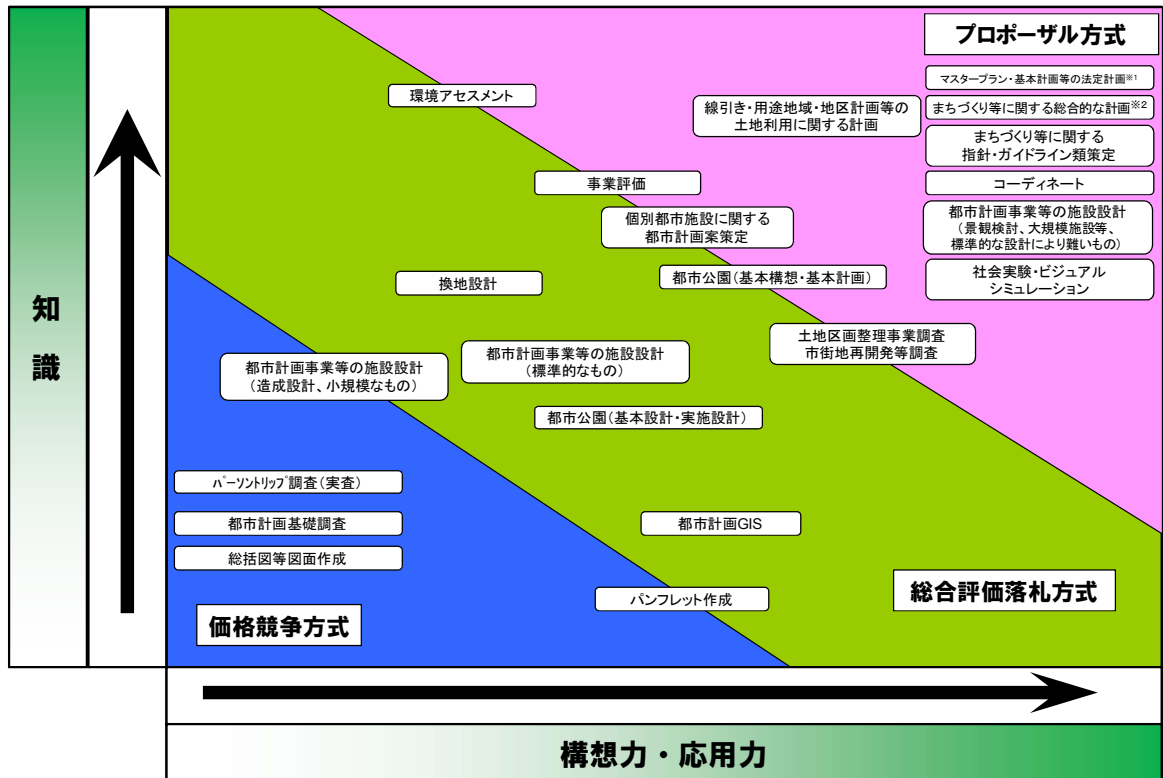 プロポーザル方式
マスタープラン・基本計画等の法定計画※1
環境アセスメント
線引き・用途地域・地区計画等の
土地利用に関する計画
まちづくり等に関する総合的な計画※2
まちづくり等に関する
指針・ガイドライン類策定
事業評価
コーディネート
個別都市施設に関する
都市計画案策定
都市計画事業等の施設設計
(景観検討、大規模施設等、
標準的な設計により難いもの)
換地設計
都市公園(基本構想・基本計画)
社会実験・ビジュアル
シミュレーション
知
識
都市計画事業等の施設設計
(造成設計、小規模なもの)
都市計画事業等の施設設計
(標準的なもの)
土地区画整理事業調査
市街地再開発等調査
都市公園(基本設計・実施設計)
パーソントリップ調査(実査)
都市計画基礎調査
都市計画GIS
総括図等図面作成
パンフレット作成
総合評価落札方式
価格競争方式
構想力・応用力